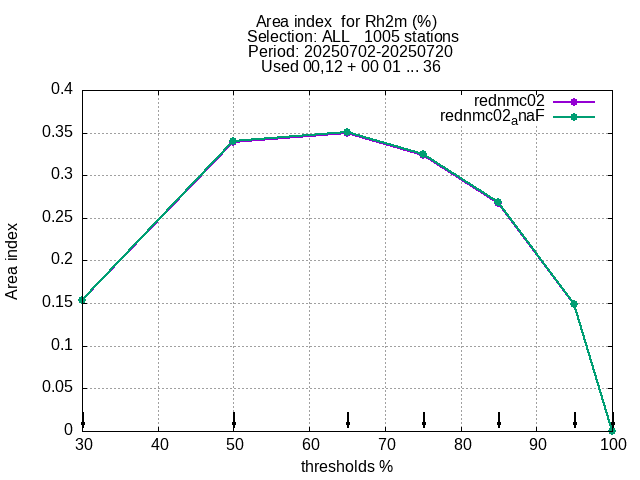 Area index  for Rh2m (%)
Selection: ALL   1005 stations
Period: 20250702-20250720
Used 00,12 + 00 01 ... 36
rednmc02
rednmc02anaF
0.4
0.35
0.3
0.25
0.2
0.15
0.1
0.05
0
Area index
30 40 50 60 70 80 90 100
thresholds %